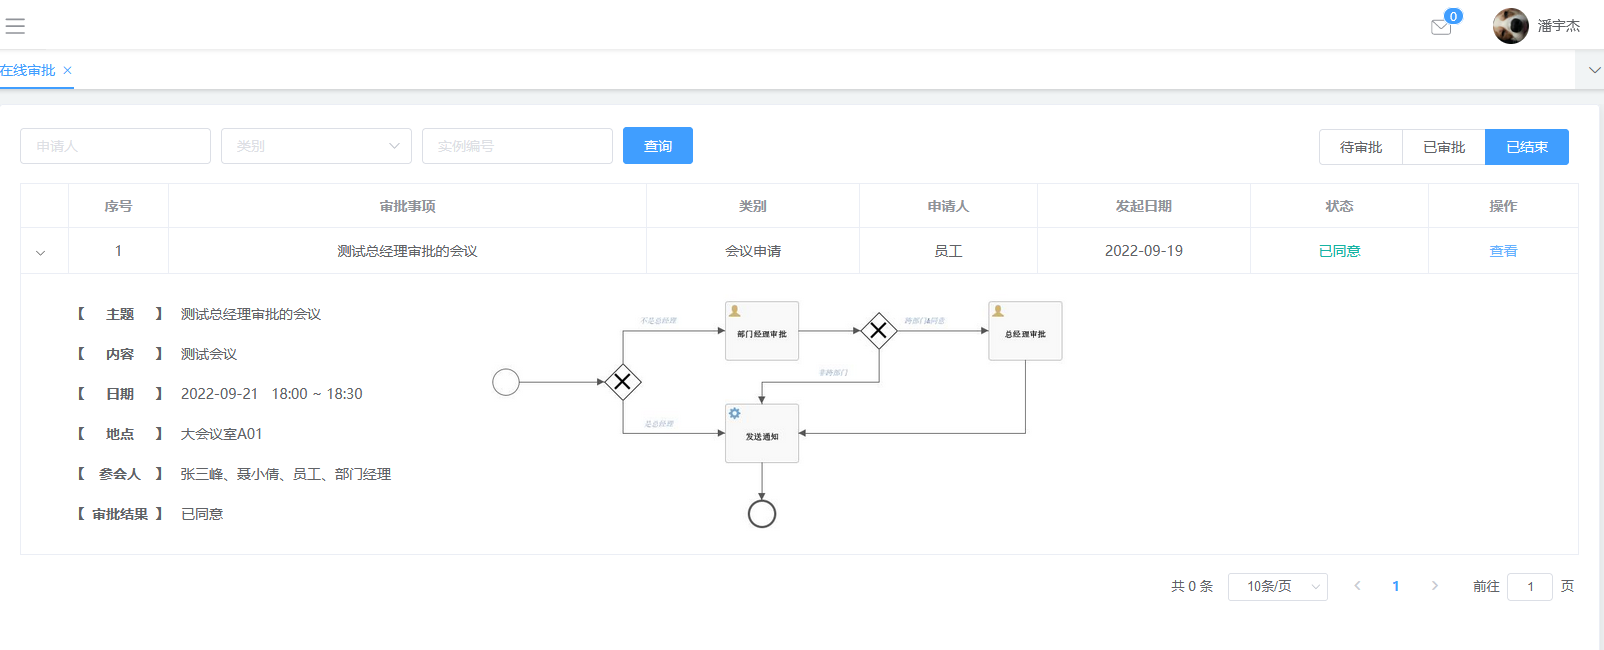 0
潘宇杰
在线审批 ×
申请人 类别 实例编号 查询 待审批 已审批 已结束
序号 审批事项 类别 申请人 发起日期 状态 操作
1 测试总经理审批的会议 会议申请 员工 2022-09-19 已同意 查看
【 主题 】 测试总经理审批的会议
【 内容 】 测试会议
【 日期 】 2022-09-21 18:00 ~ 18:30
【 地点 】 大会议室A01
【 参会人 】 张三峰、聂小倩、员工、部门经理
【 审批结果 】 已同意
不是总经理
部门经理审批
跨部门&同意
总经理审批
非跨部门
是总经理
发送通知
共 0 条 10条/页 1 前往 1 页